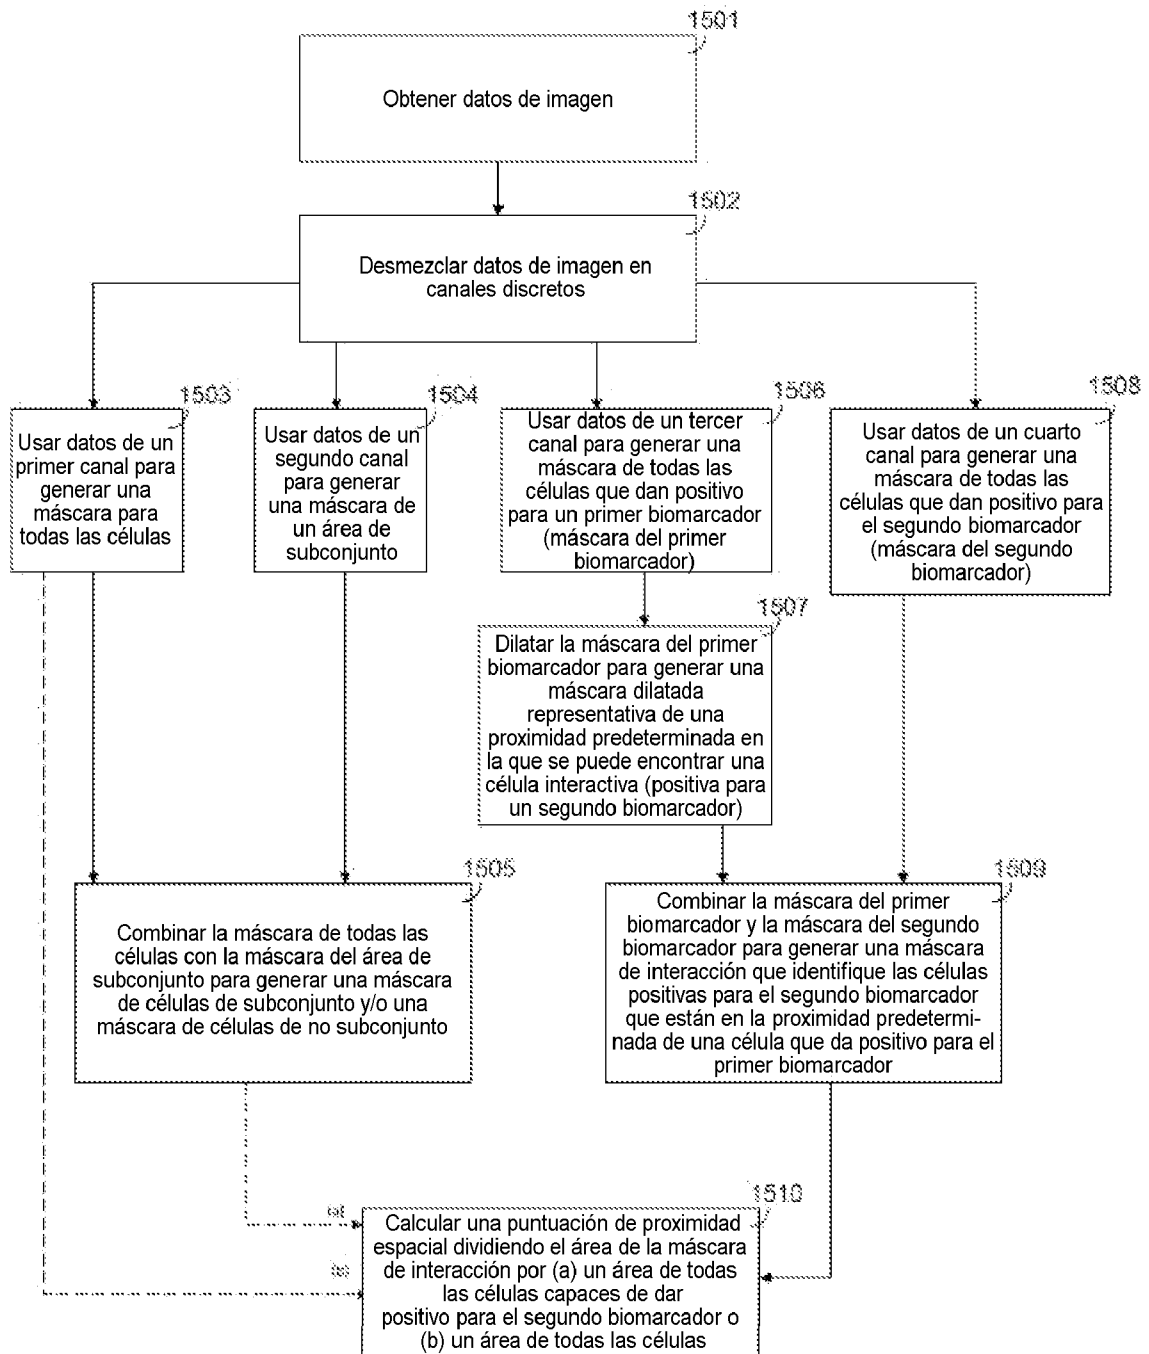 1501
Obtener datos de imagen
1502
Desmezclar datos de imagen en
canales discretos
1503
Usar datos de un
primer canal para
generar una
máscara para
todas las células
1504
Usar datos de un
segundo canal
para generar
una máscara de
un área de
subconjunto
1506
Usar datos de un tercer
canal para generar una
máscara de todas las
células que dan positivo
para un primer biomarcador
(máscara del primer
biomarcador)
1508
Usar datos de un cuarto
canal para generar una
máscara de todas las
células que dan positivo para
el segundo biomarcador
(máscara del segundo
biomarcador)
1507
Dilatar la máscara del primer
biomarcador para generar una
máscara dilatada
representativa de una
proximidad predeterminada en
la que se puede encontrar una
célula interactiva (positiva para
un segundo biomarcador)
1505
Combinar la máscara de todas las
células con la máscara del área de
subconjunto para generar una máscara
de células de subconjunto y/o una
máscara de células de no subconjunto
1509
Combinar la máscara del primer
biomarcador y la máscara del segundo
biomarcador para generar una máscara
de interacción que identifique las células
positivas para el segundo biomarcador
que están en la proximidad predetermi-
nada de una célula que da positivo para el
primer biomarcador
1510
(a)
Calcular una puntuación de proximidad
espacial dividiendo el área de la máscara
de interacción por (a) un área de todas
las células capaces de dar
positivo para el segundo biomarcador o
(b) un área de todas las células